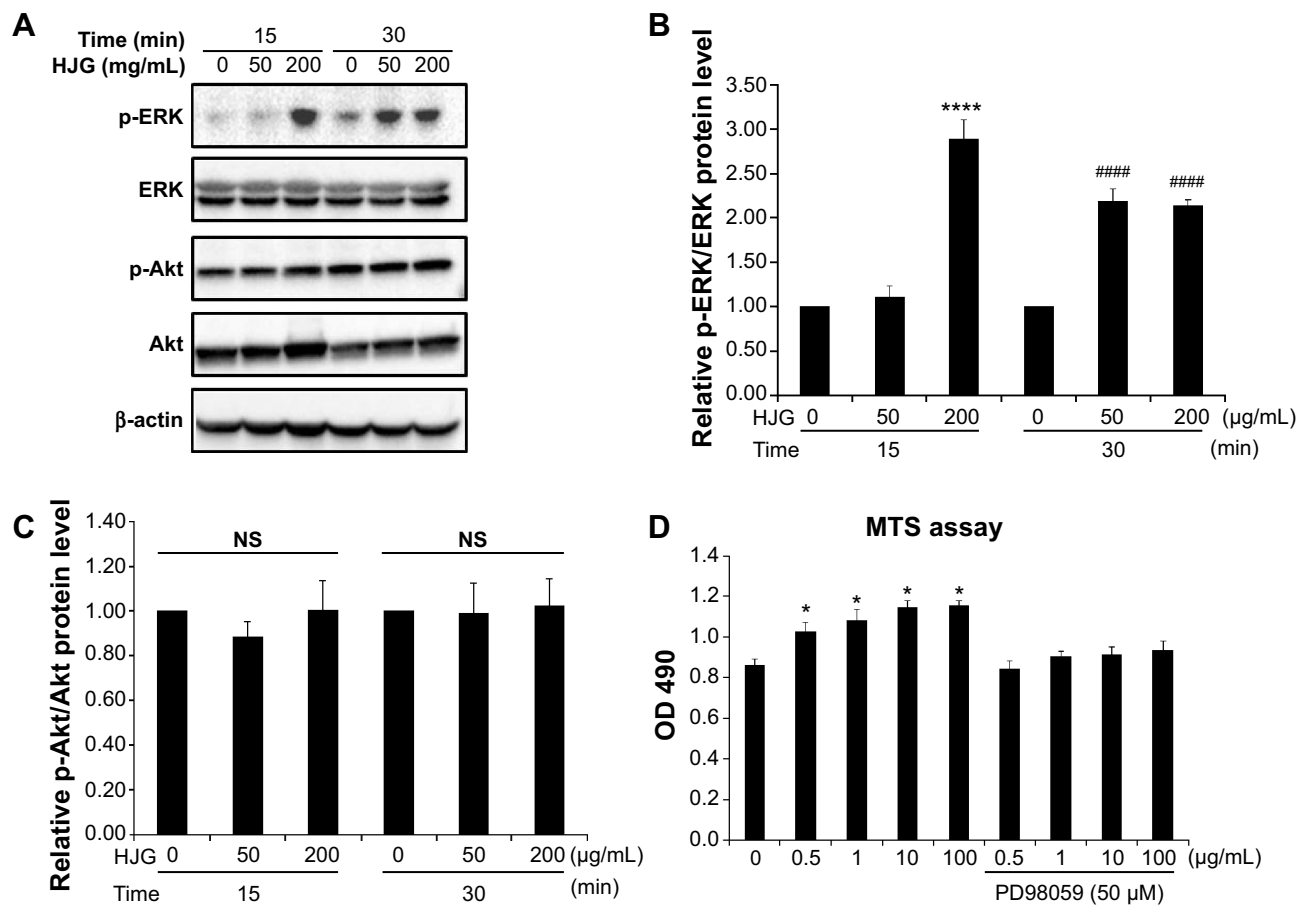 A
Time (min) 15 30
HJG (mg/mL) 0 50 200 0 50 200
p-ERK
ERK
p-Akt
Akt
β-actin
B
Relative p-ERK/ERK protein level
3.50
3.00
2.50
2.00
1.50
1.00
0.50
0.00
****
####
####
HJG 0 50 200 0 50 200 (µg/mL)
Time 15 30 (min)
C
Relative p-Akt/Akt protein level
1.40
1.20
1.00
0.80
0.60
0.40
0.20
0.00
NS NS
HJG 0 50 200 0 50 200 (µg/mL)
Time 15 30 (min)
D
MTS assay
OD 490
1.4
1.2
1.0
0.8
0.6
0.4
0.2
0.0
* * * *
0 0.5 1 10 100 0.5 1 10 100 (µg/mL)
PD98059 (50 µM)